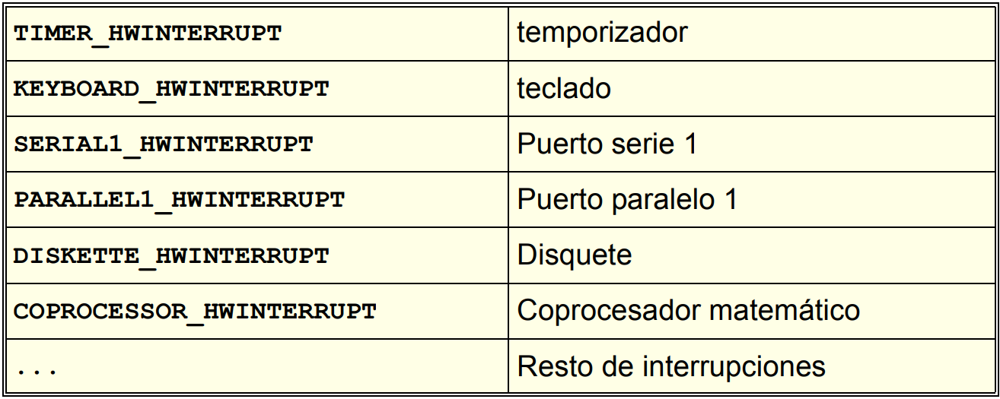 TIMER_HWINTERRUPT temporizador
KEYBOARD_HWINTERRUPT teclado
SERIAL1_HWINTERRUPT Puerto serie 1
PARALLEL1_HWINTERRUPT Puerto paralelo 1
DISKETTE_HWINTERRUPT Disquete
COPROCESSOR_HWINTERRUPT Coprocesador matemático
... Resto de interrupciones